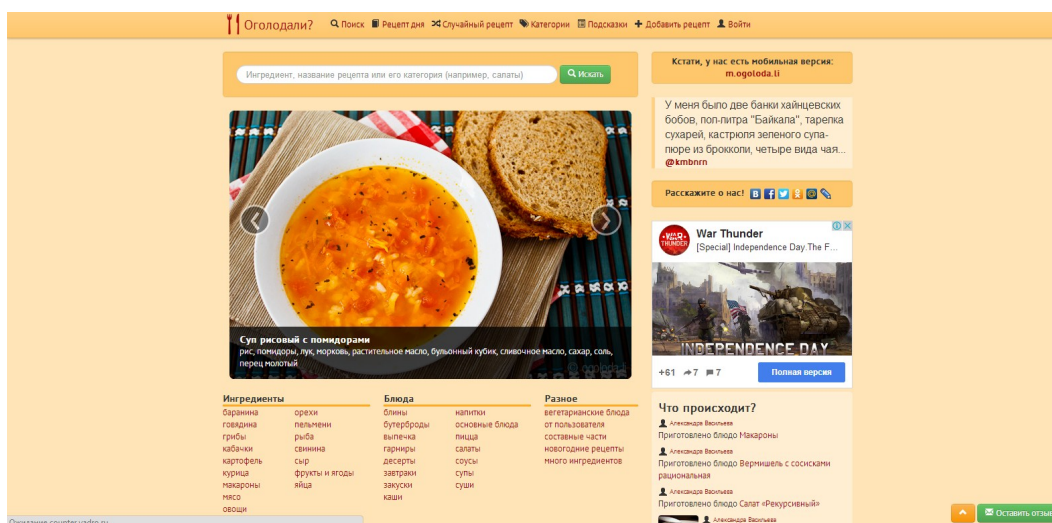 Оголодали? Поиск Рецепт дня Случайный рецепт Категории Подсказки Добавить рецепт Войти
Ингредиент, название рецепта или его категория (например, салаты) Искать
Суп рисовый с помидорами
рис, помидоры, лук, морковь, растительное масло, бульонный кубик, сливочное масло, сахар, соль,
перец молотый
Ингредиенты
баранина
говядина
грибы
кабачки
картофель
курица
макароны
мясо
овощи
орехи
пельмени
рыба
свинина
сыр
фрукты и ягоды
яйца
Блюда
блины
бутерброды
выпечка
гарниры
десерты
завтраки
закуски
каши
напитки
основные блюда
пицца
салаты
соусы
супы
суши
Разное
вегетарианские блюда
от пользователя
составные части
новогодние рецепты
много ингредиентов
Кстати, у нас есть мобильная версия:
m.ogoloda.li
У меня было две банки хайнцевских
бобов, пол-литра "Байкала", тарелка
сухарей, кастрюля зеленого супа-
пюре из брокколи, четыре вида чая...
@kmbnrn
Расскажите о нас!
WAR THUNDER
War Thunder
[Special] Independence Day.The F...
INDEPENDENCE DAY
+61 7 7 Полная версия
Что происходит?
Александра Васильева
Приготовлено блюдо Макароны
Александра Васильева
Приготовлено блюдо Вермишель с сосисками
рациональная
Александра Васильева
Приготовлено блюдо Салат «Рекурсивный»
Александра Васильева
Оставить отзыв